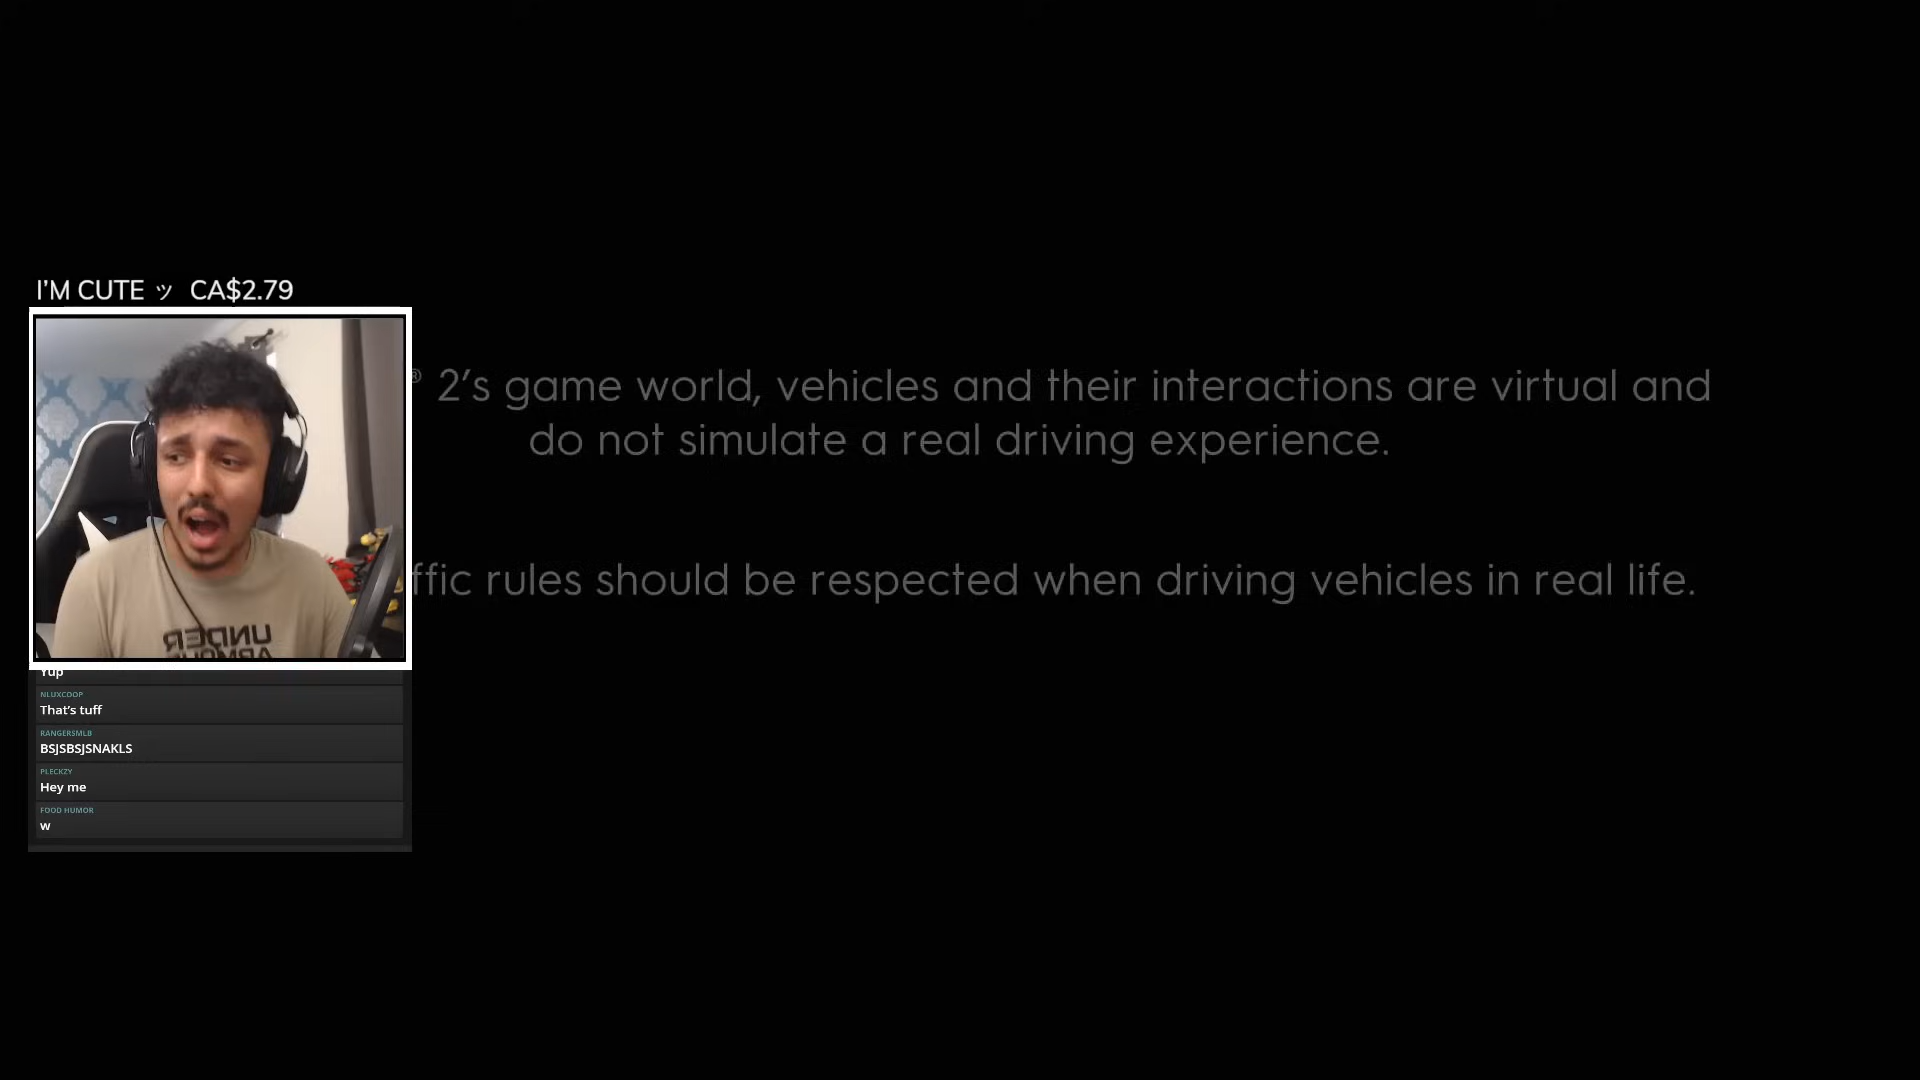 I'M CUTE ツ CA$2.79
® 2's game world, vehicles and their interactions are virtual and
do not simulate a real driving experience.
ffic rules should be respected when driving vehicles in real life.
UNDER
ARMOUR
Yup
NLUXCOOP
That's tuff
RANGERSMLB
BSJSBSJSNAKLS
PLECKZY
Hey me
FOOD HUMOR
w